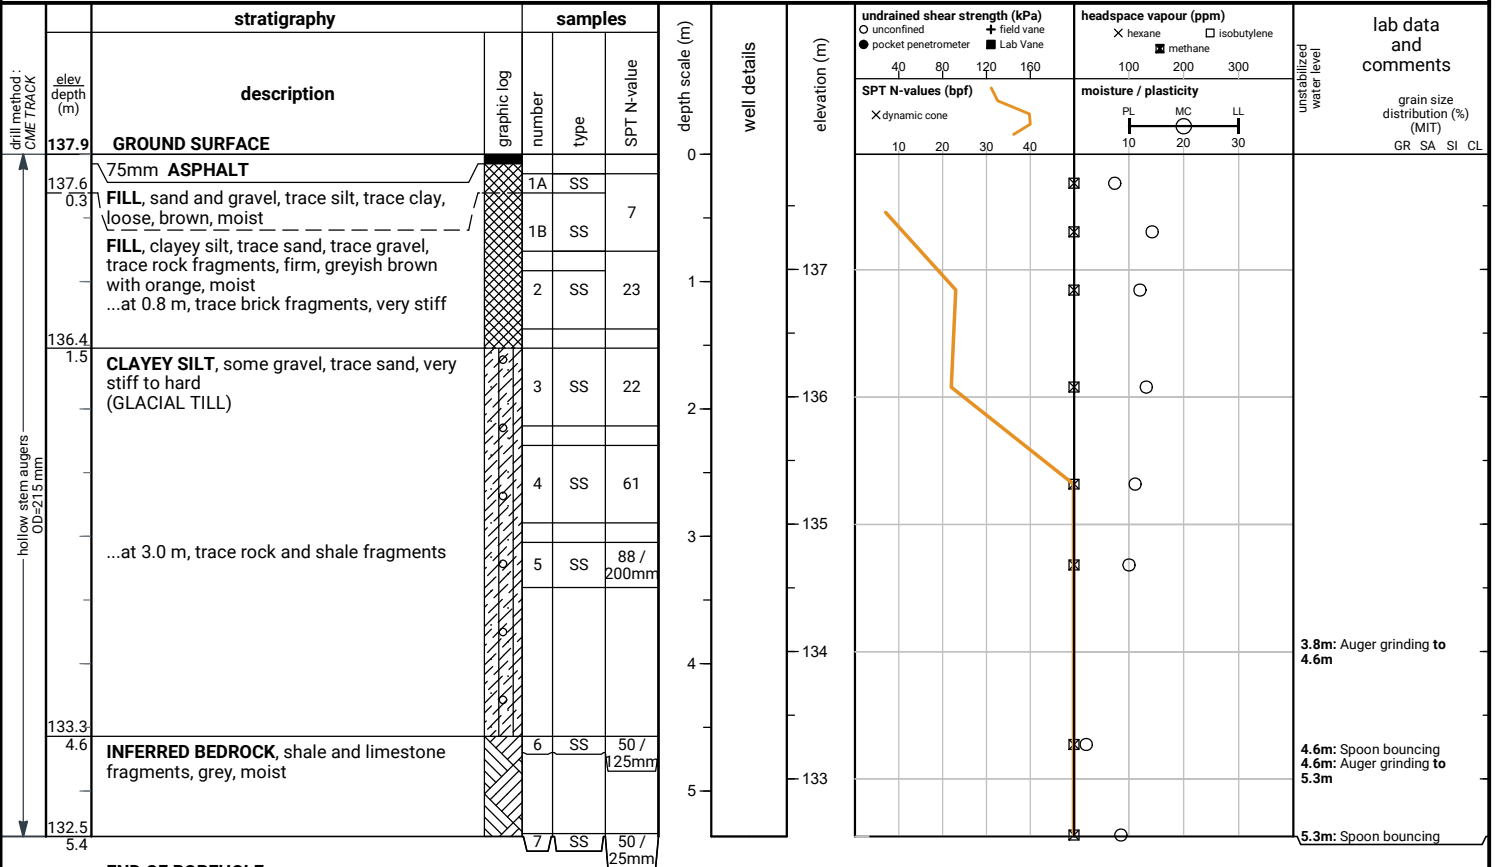 stratigraphy
samples
drill method :
CME TRACK
elev
depth
(m)
description
graphic log
number
type
SPT N-value
depth scale (m)
well details
elevation (m)
undrained shear strength (kPa)
unconfined
field vane
pocket penetrometer
Lab Vane
40 80 120 160
SPT N-values (bpf)
dynamic cone
10 20 30 40
headspace vapour (ppm)
hexane
isobutylene
methane
100 200 300
moisture / plasticity
PL MC LL
10 20 30
unstabilized
water level
lab data
and
comments
grain size
distribution (%)
(MIT)
GR SA SI CL
137.9 GROUND SURFACE
75mm ASPHALT
137.6
0.3
FILL, sand and gravel, trace silt, trace clay,
loose, brown, moist
FILL, clayey silt, trace sand, trace gravel,
trace rock fragments, firm, greyish brown
with orange, moist
...at 0.8 m, trace brick fragments, very stiff
136.4
1.5
CLAYEY SILT, some gravel, trace sand, very
stiff to hard
(GLACIAL TILL)
...at 3.0 m, trace rock and shale fragments
133.3
4.6
INFERRED BEDROCK, shale and limestone
fragments, grey, moist
132.5
5.4
END OF BOREHOLE
hollow stem augers
OD=215 mm
1A SS
7
1B SS
2 SS 23
3 SS 22
4 SS 61
5 SS 88 /
200mm
6 SS 50 /
125mm
7 SS 50 /
25mm
0
1
2
3
4
5
137
136
135
134
133
3.8m: Auger grinding to
4.6m
4.6m: Spoon bouncing
4.6m: Auger grinding to
5.3m
5.3m: Spoon bouncing